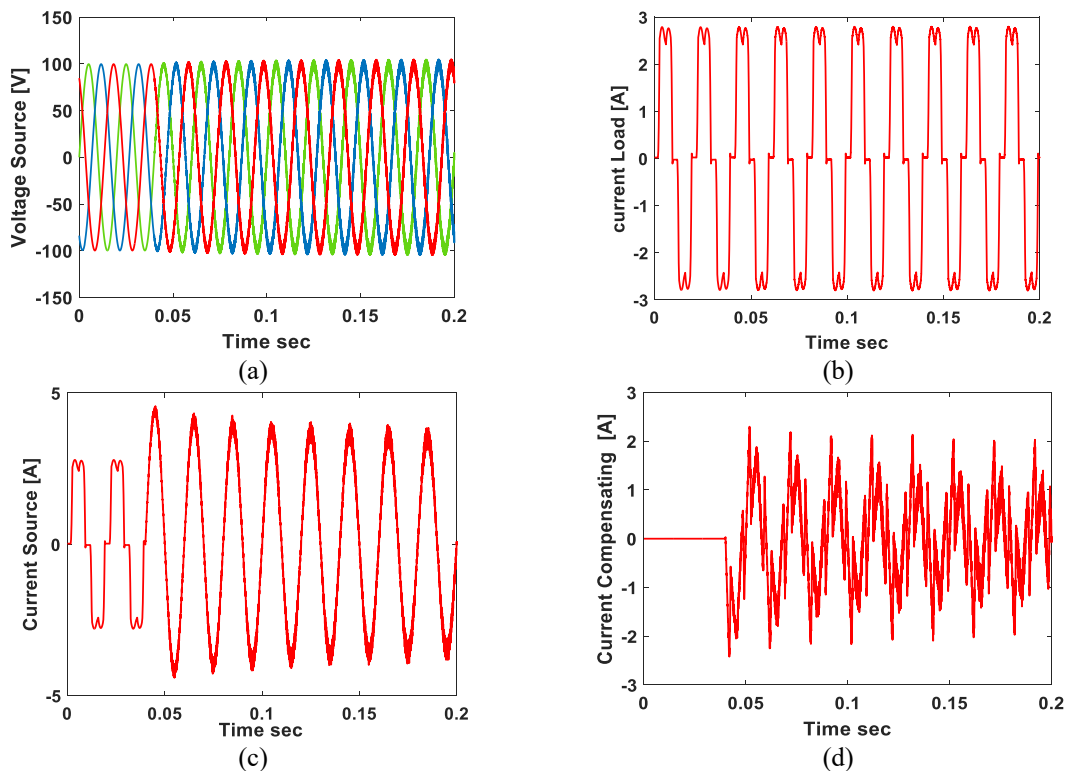 Voltage Source [V]
150
100
50
0
-50
-100
-150
0 0.05 0.1 0.15 0.2
Time sec
(a)
current Load [A]
3
2
1
0
-1
-2
-3
0 0.05 0.1 0.15 0.2
Time sec
(b)
Current Source [A]
5
0
-5
0 0.05 0.1 0.15 0.2
Time sec
(c)
Current Compensating [A]
3
2
1
0
-1
-2
-3
0 0.05 0.1 0.15 0.2
Time sec
(d)